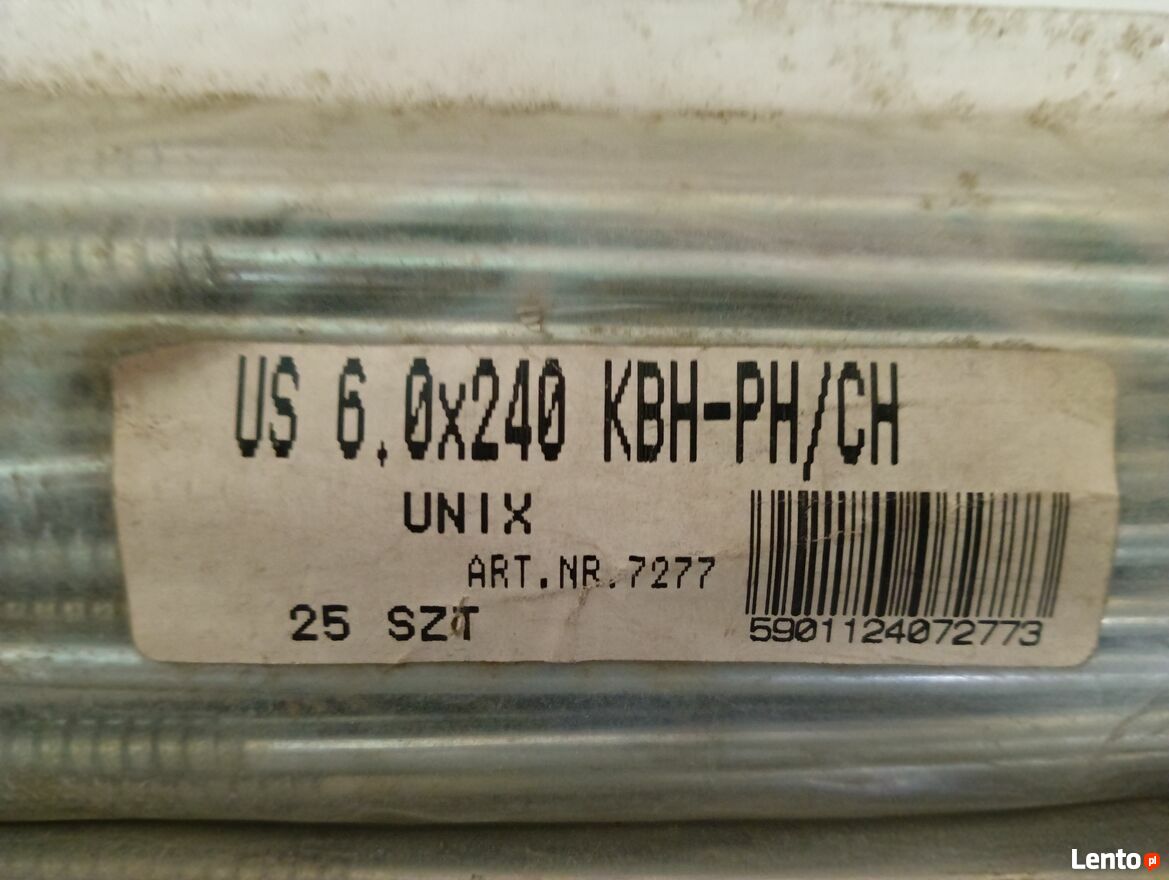 US 6.0x240 KBH-PH/CH
UNIX
ART.NR.7277
25 SZT
5901124072773
Lento.pl